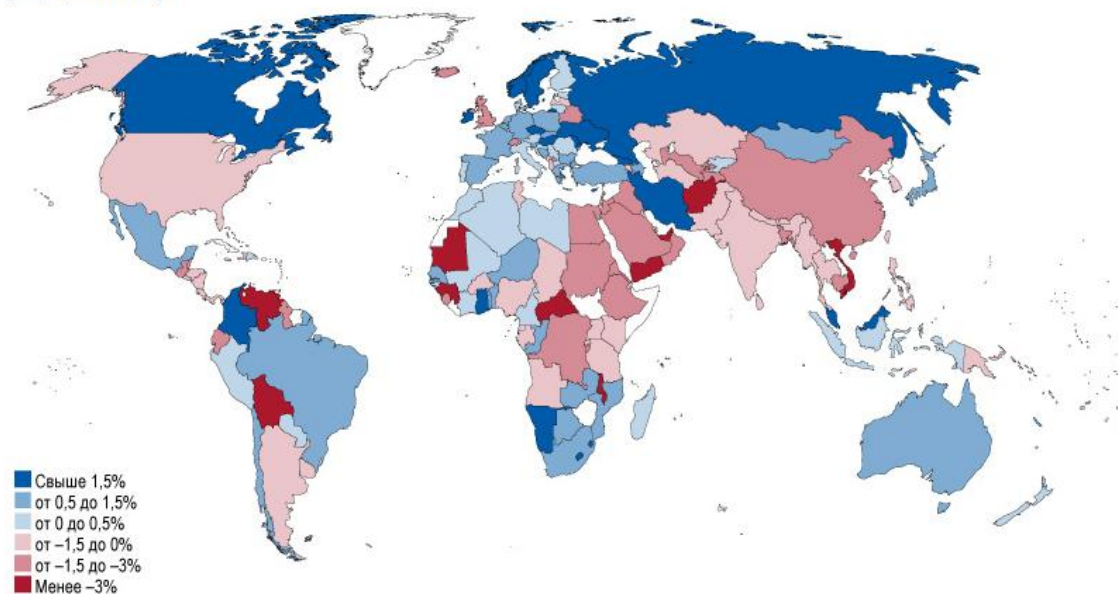 Свыше 1,5%
от 0,5 до 1,5%
от 0 до 0,5%
от –1,5 до 0%
от –1,5 до –3%
Менее –3%